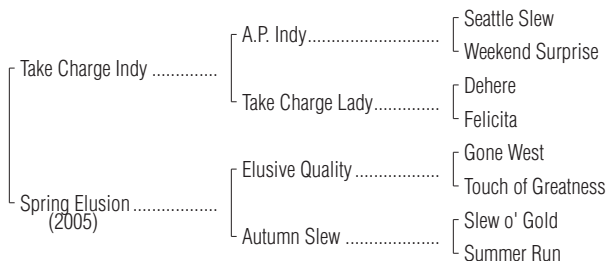 Seattle Slew
A.P. Indy..............................
Weekend Surprise
Take Charge Indy ...............
Dehere
Take Charge Lady...............
Felicita
Gone West
Elusive Quality ...................
Touch of Greatness
Spring Elusion...................
(2005)
Slew o' Gold
Autumn Slew .....................
Summer Run